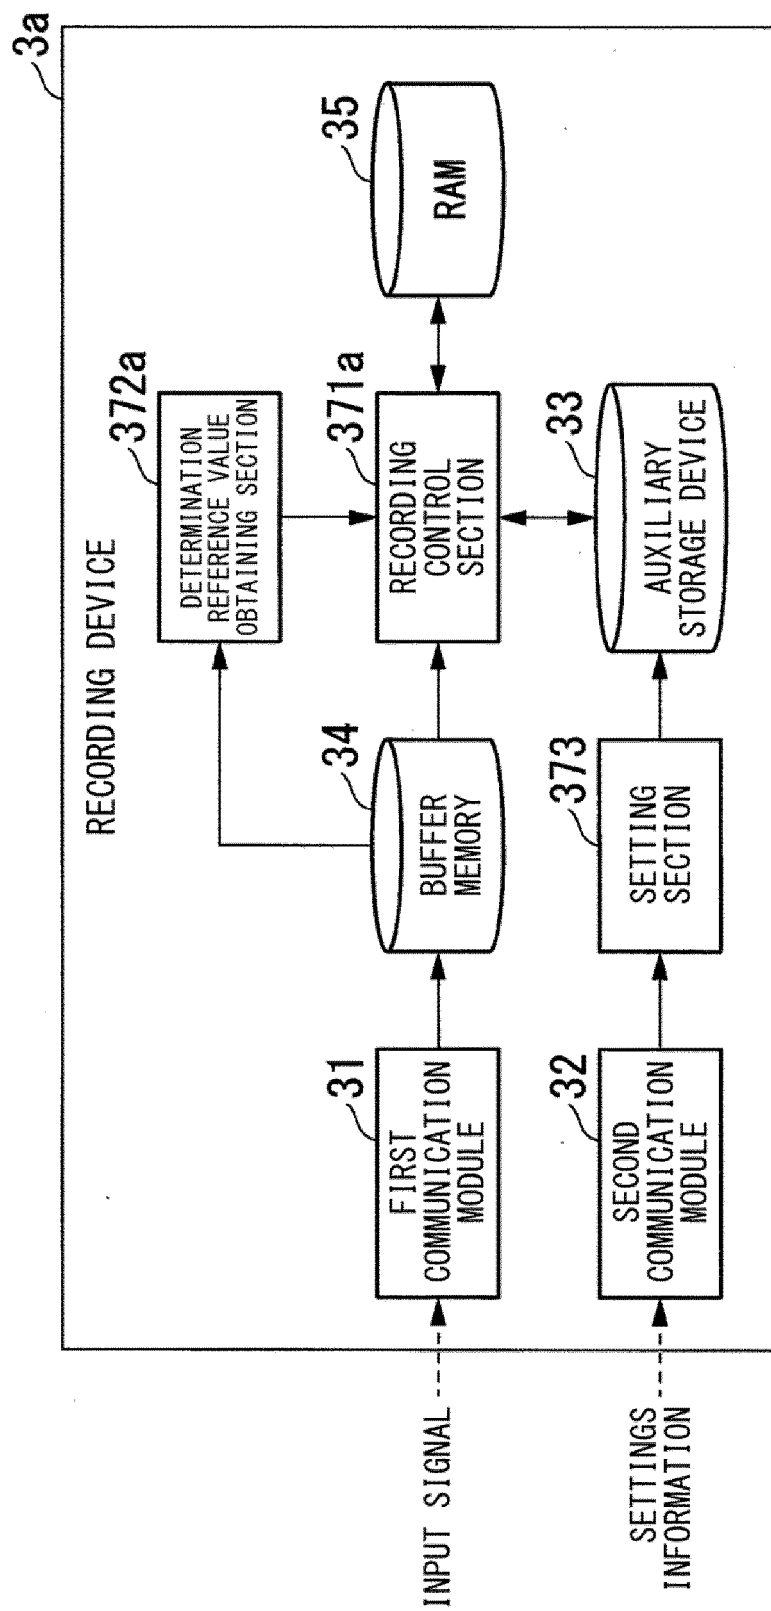 3a
RECORDING DEVICE
372a
DETERMINATION
REFERENCE VALUE
OBTAINING SECTION
INPUT SIGNAL
31
FIRST
COMMUNICATION
MODULE
34
BUFFER
MEMORY
371a
RECORDING
CONTROL
SECTION
35
RAM
SETTINGS
INFORMATION
32
SECOND
COMMUNICATION
MODULE
373
SETTING
SECTION
33
AUXILIARY
STORAGE DEVICE